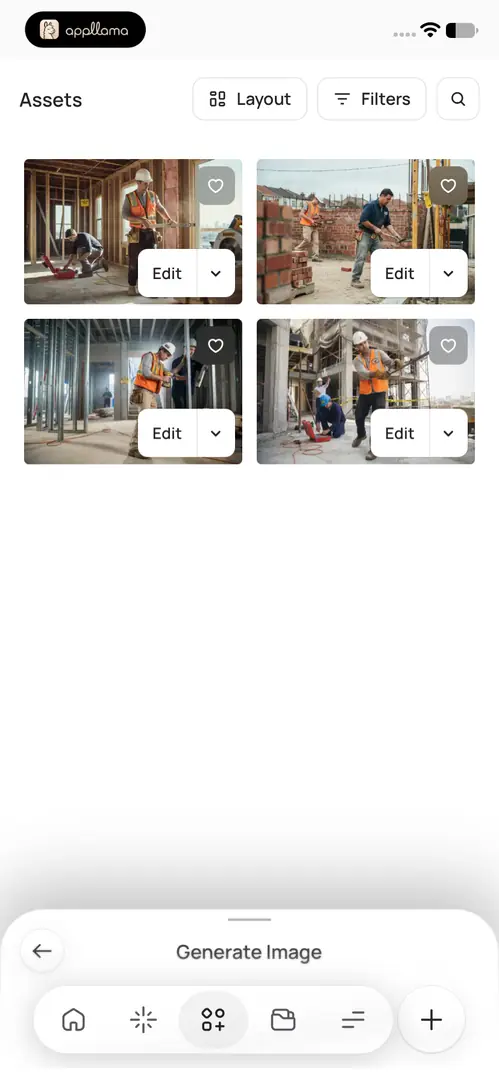 appllama
Assets
Layout
Filters
Edit
Edit
Edit
Edit
Generate Image